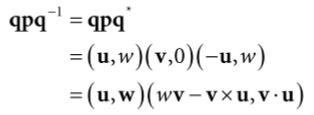 qpq⁻¹ = qpq*
= (u, w)(v,0)(−u, w)
= (u, w)(wv − v × u, v · u)